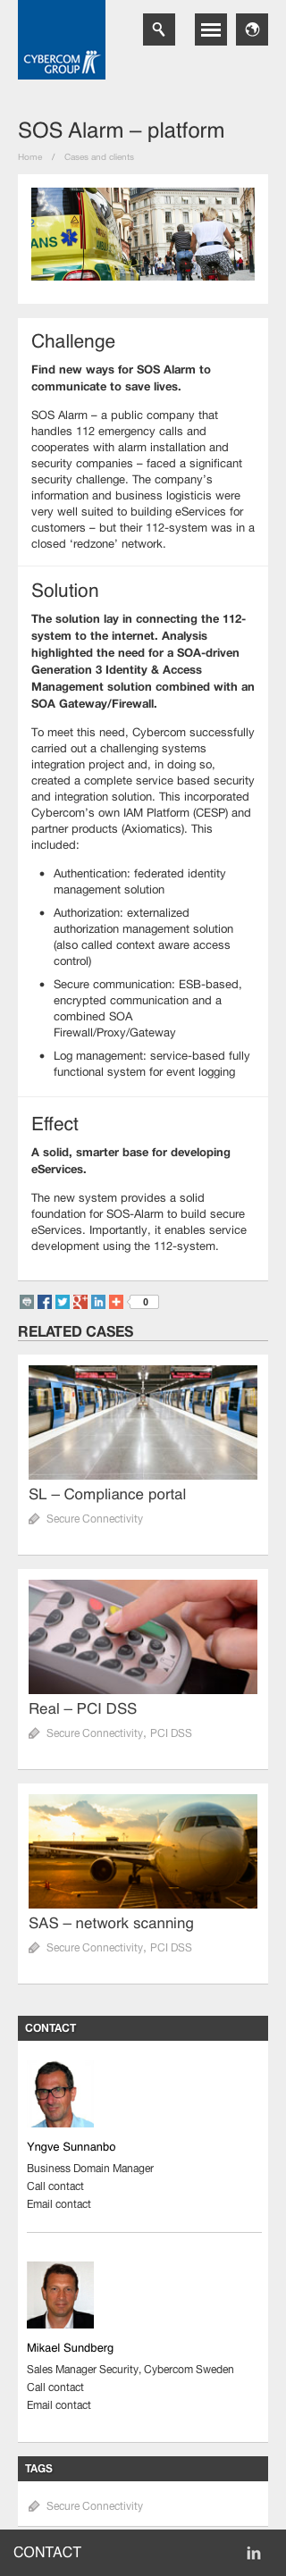 CYBERCOM
GROUP
SOS Alarm – platform
Home / Cases and clients
ANS
Challenge
Find new ways for SOS Alarm to
communicate to save lives.
SOS Alarm – a public company that
handles 112 emergency calls and
cooperates with alarm installation and
security companies – faced a significant
security challenge. The company's
information and business logisticis were
very well suited to building eServices for
customers – but their 112-system was in a
closed ‘redzone’ network.
Solution
The solution lay in connecting the 112-
system to the internet. Analysis
highlighted the need for a SOA-driven
Generation 3 Identity & Access
Management solution combined with an
SOA Gateway/Firewall.
To meet this need, Cybercom successfully
carried out a challenging systems
integration project and, in doing so,
created a complete service based security
and integration solution. This incorporated
Cybercom's own IAM Platform (CESP) and
partner products (Axiomatics). This
included:
• Authentication: federated identity
management solution
• Authorization: externalized
authorization management solution
(also called context aware access
control)
• Secure communication: ESB-based,
encrypted communication and a
combined SOA
Firewall/Proxy/Gateway
• Log management: service-based fully
functional system for event logging
Effect
A solid, smarter base for developing
eServices.
The new system provides a solid
foundation for SOS-Alarm to build secure
eServices. Importantly, it enables service
development using the 112-system.
0
RELATED CASES
SL – Compliance portal
Secure Connectivity
Real – PCI DSS
Secure Connectivity, PCI DSS
SAS – network scanning
Secure Connectivity, PCI DSS
CONTACT
Yngve Sunnanbo
Business Domain Manager
Call contact
Email contact
Mikael Sundberg
Sales Manager Security, Cybercom Sweden
Call contact
Email contact
TAGS
Secure Connectivity
CONTACT
in